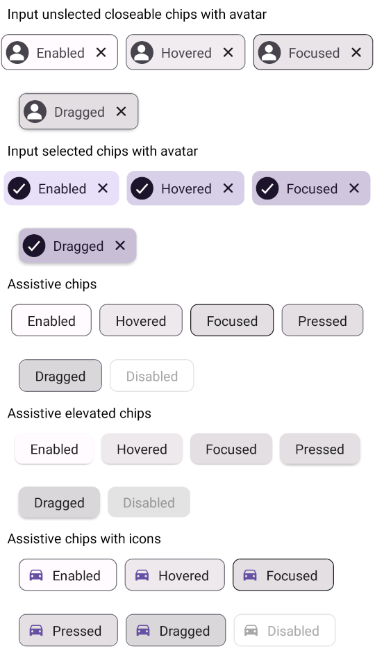 Input unslected closeable chips with avatar
Enabled Hovered Focused
Dragged
Input selected chips with avatar
Enabled Hovered Focused
Dragged
Assistive chips
Enabled Hovered Focused Pressed
Dragged Disabled
Assistive elevated chips
Enabled Hovered Focused Pressed
Dragged Disabled
Assistive chips with icons
Enabled Hovered Focused
Pressed Dragged Disabled